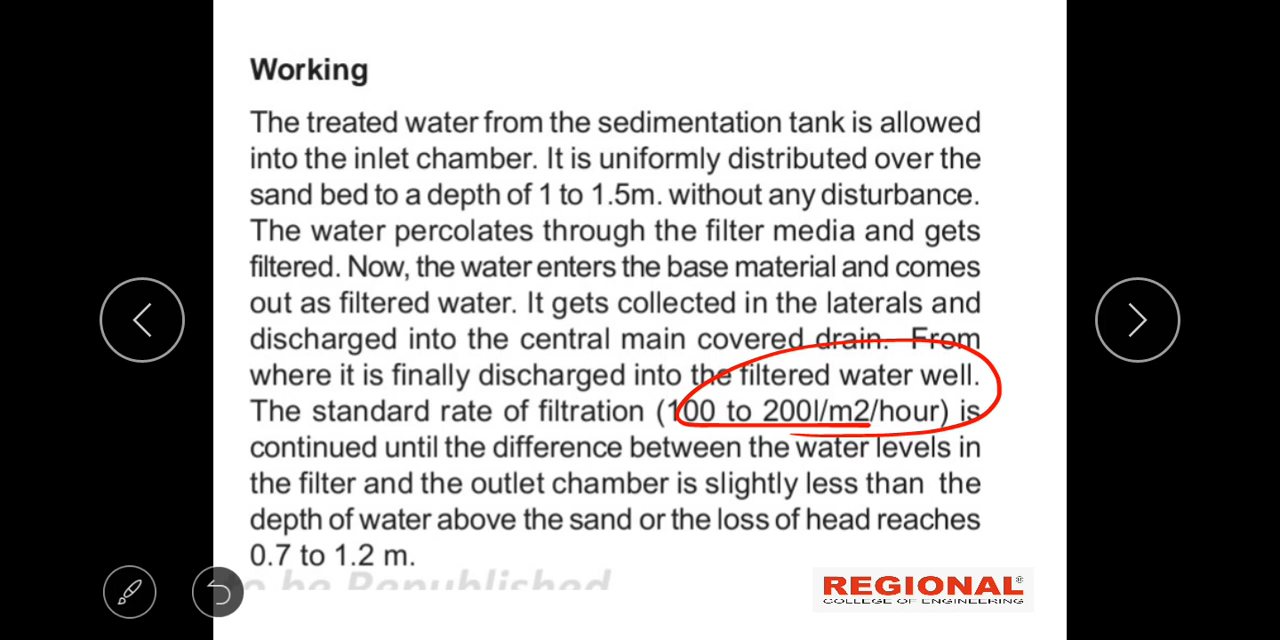 Working
The treated water from the sedimentation tank is allowed
into the inlet chamber. It is uniformly distributed over the
sand bed to a depth of 1 to 1.5m. without any disturbance.
The water percolates through the filter media and gets
filtered. Now, the water enters the base material and comes
out as filtered water. It gets collected in the laterals and
discharged into the central main covered drain. From
where it is finally discharged into the filtered water well.
The standard rate of filtration (100 to 200l/m2/hour) is
continued until the difference between the water levels in
the filter and the outlet chamber is slightly less than the
depth of water above the sand or the loss of head reaches
0.7 to 1.2 m.
to be Republished
REGIONAL®
COLLEGE OF ENGINEERING